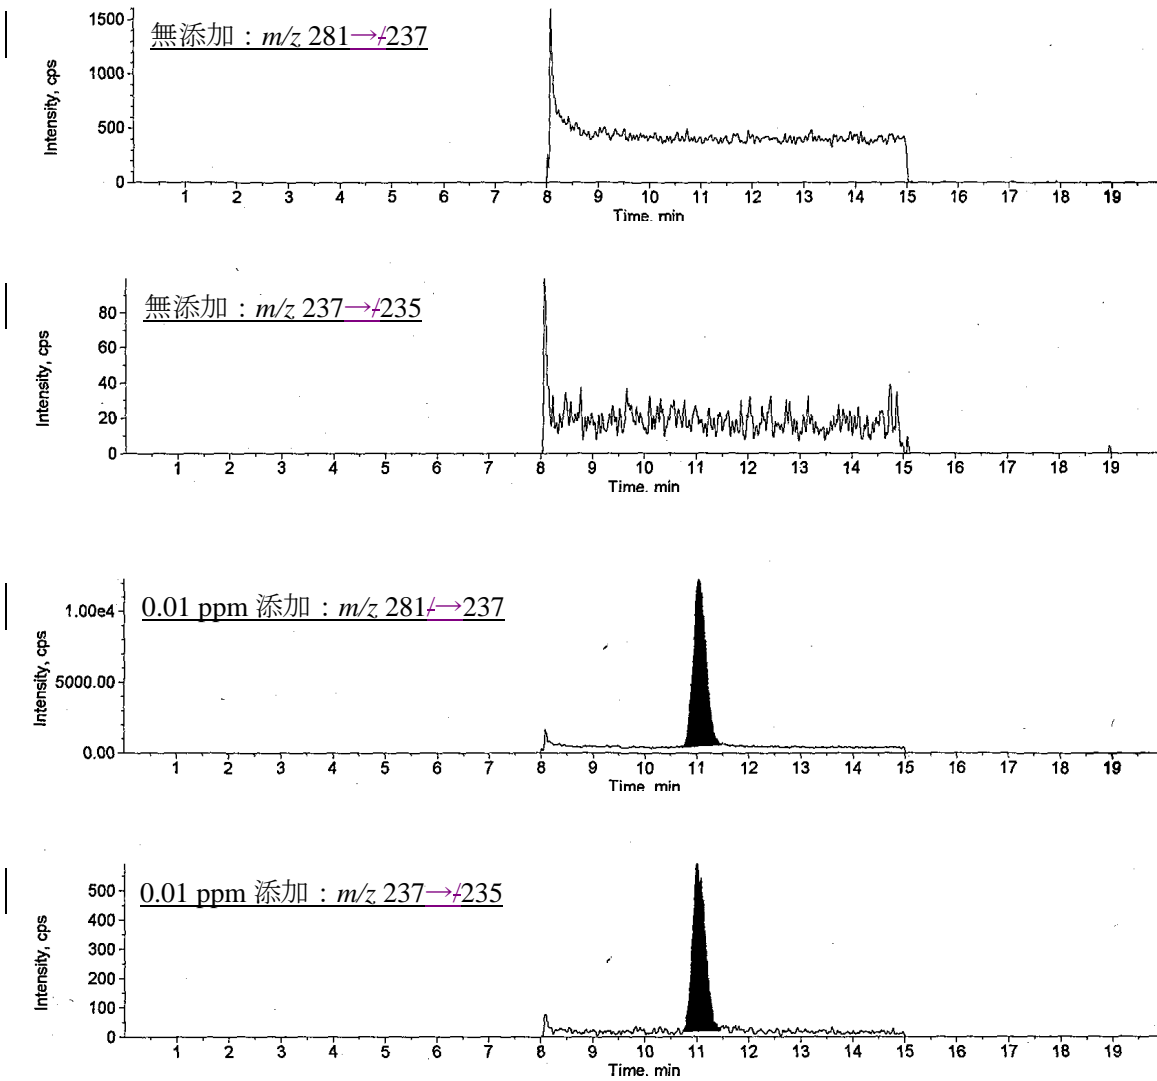 無添加：m/z 281→/237
Intensity, cps
1500
1000
500
0
1 2 3 4 5 6 7 8 9 10 11 12 13 14 15 16 17 18 19
Time, min
無添加：m/z 237→/235
Intensity, cps
80
60
40
20
0
1 2 3 4 5 6 7 8 9 10 11 12 13 14 15 16 17 18 19
Time, min
0.01 ppm 添加：m/z 281/→237
Intensity, cps
1.00e4
5000.00
0.00
1 2 3 4 5 6 7 8 9 10 11 12 13 14 15 16 17 18 19
Time, min
0.01 ppm 添加：m/z 237→/235
Intensity, cps
500
400
300
200
100
0
1 2 3 4 5 6 7 8 9 10 11 12 13 14 15 16 17 18 19
Time, min